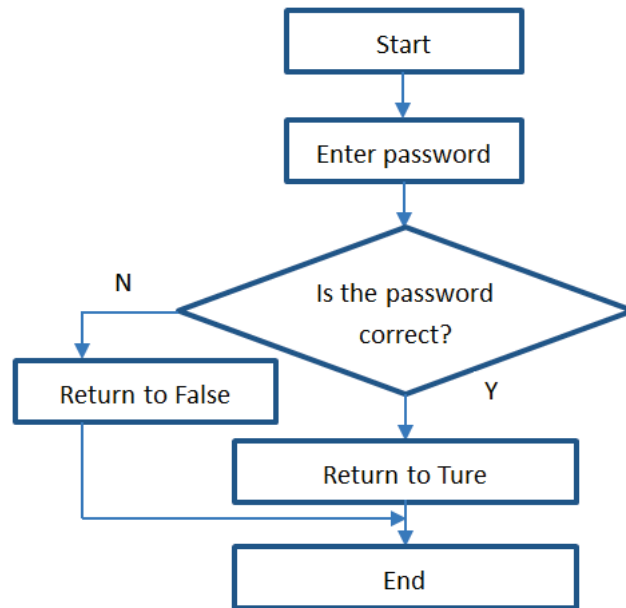 Start
Enter password
Is the password
correct?
N
Y
Return to False
Return to Ture
End